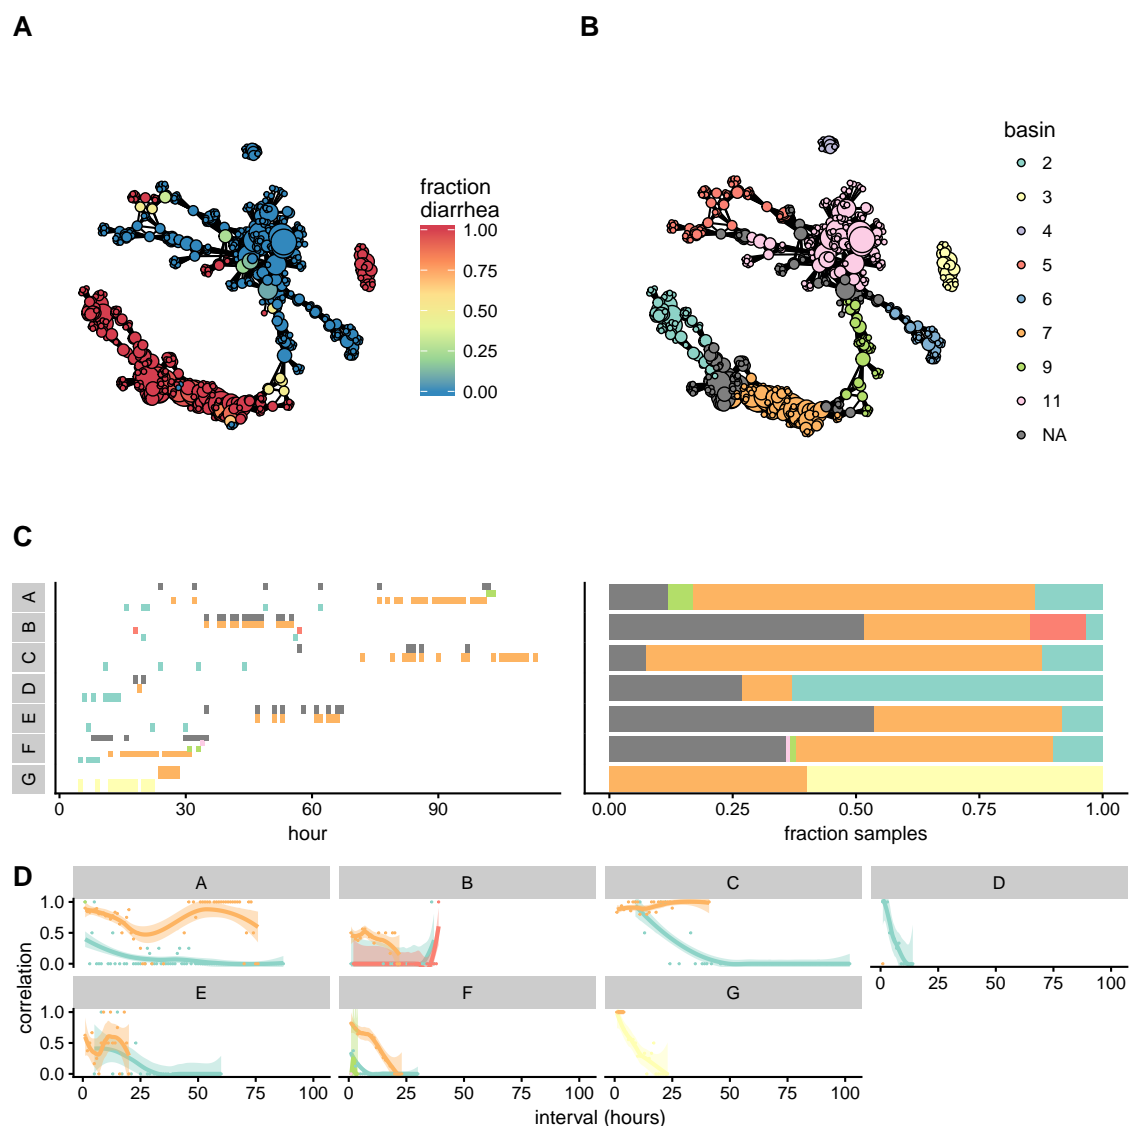 A
B
fraction
diarrhea
1.00
0.75
0.50
0.25
0.00
basin
2
3
4
5
6
7
9
11
NA
C
A
B
C
D
E
F
G
0 30 60 90
hour
0.00 0.25 0.50 0.75 1.00
fraction samples
D
A B C D
1.0
0.5
0.0
0 25 50 75 100
E F G
1.0
0.5
0.0
0 25 50 75 100 0 25 50 75 100 0 25 50 75 100
correlation
interval (hours)